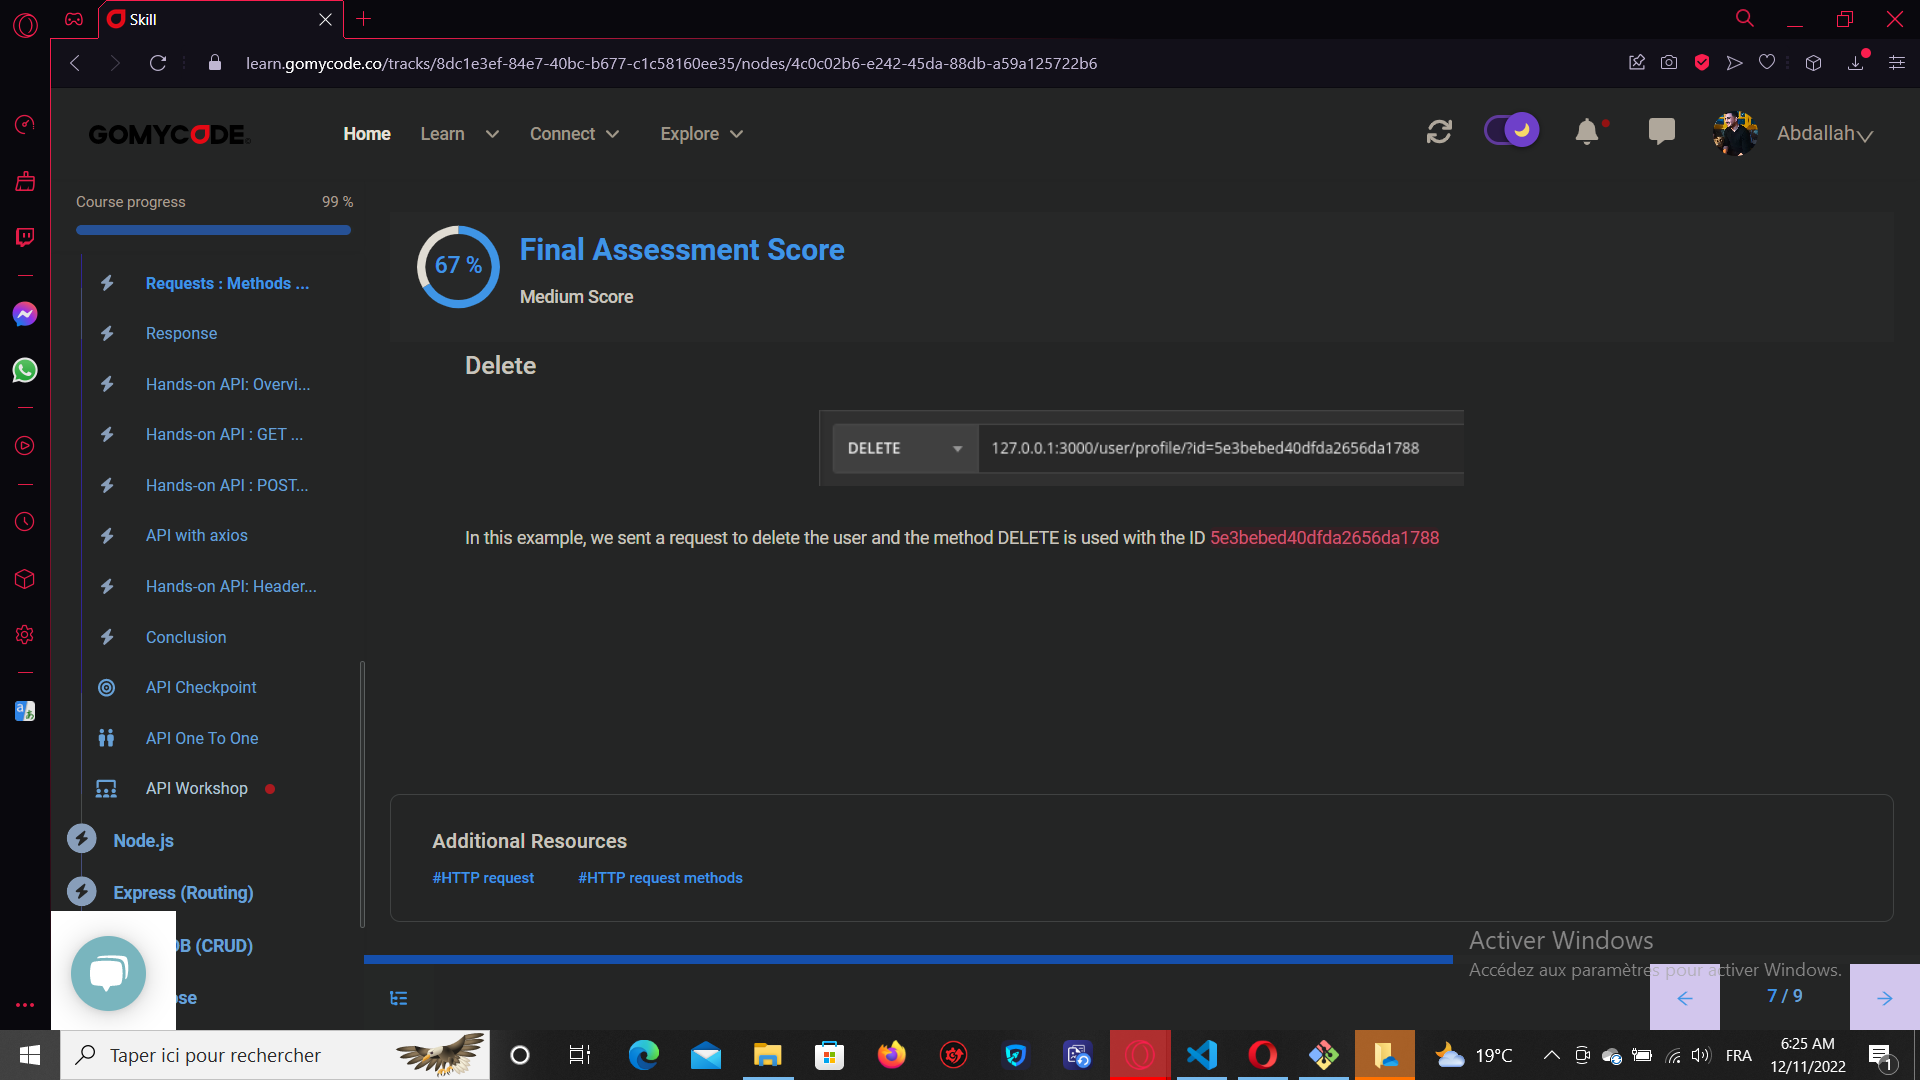 Skill
learn.gomycode.co/tracks/8dc1e3ef-84e7-40bc-b677-c1c58160ee35/nodes/4c0c02b6-e242-45da-88db-a59a125722b6
GOMYCODE
Home Learn Connect Explore
Abdallah
Course progress 99 %
Requests : Methods ...
Response
Hands-on API: Overvi...
Hands-on API : GET ...
Hands-on API : POST...
API with axios
Hands-on API: Header...
Conclusion
API Checkpoint
API One To One
API Workshop
Node.js
Express (Routing)
DB (CRUD)
ose
67 %
Final Assessment Score
Medium Score
Delete
DELETE 127.0.0.1:3000/user/profile/?id=5e3bebed40dfda2656da1788
In this example, we sent a request to delete the user and the method DELETE is used with the ID 5e3bebed40dfda2656da1788
Additional Resources
#HTTP request #HTTP request methods
Activer Windows
Accédez aux paramètres pour activer Windows.
7 / 9
Taper ici pour rechercher
19°C
FRA
6:25 AM
12/11/2022
1